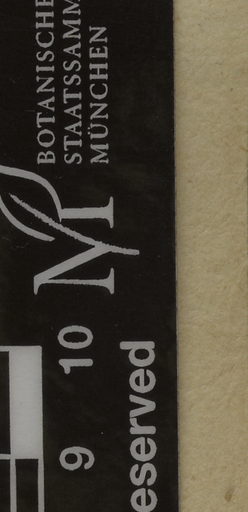 BOTANISCHE
STAATSSAMM
MÜNCHEN
M
9 10
eserved